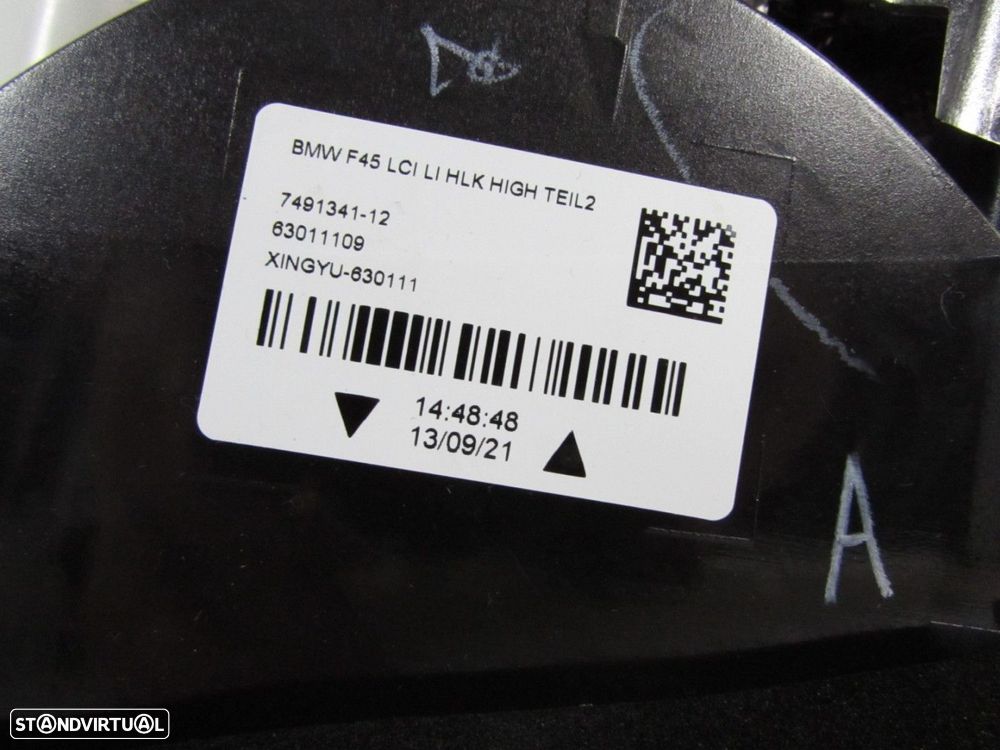 BMW F45 LCI LI HLK HIGH TEIL2
7491341-12
63011109
XINGYU-630111
14:48:48
13/09/21
A
STANDVIRTUAL